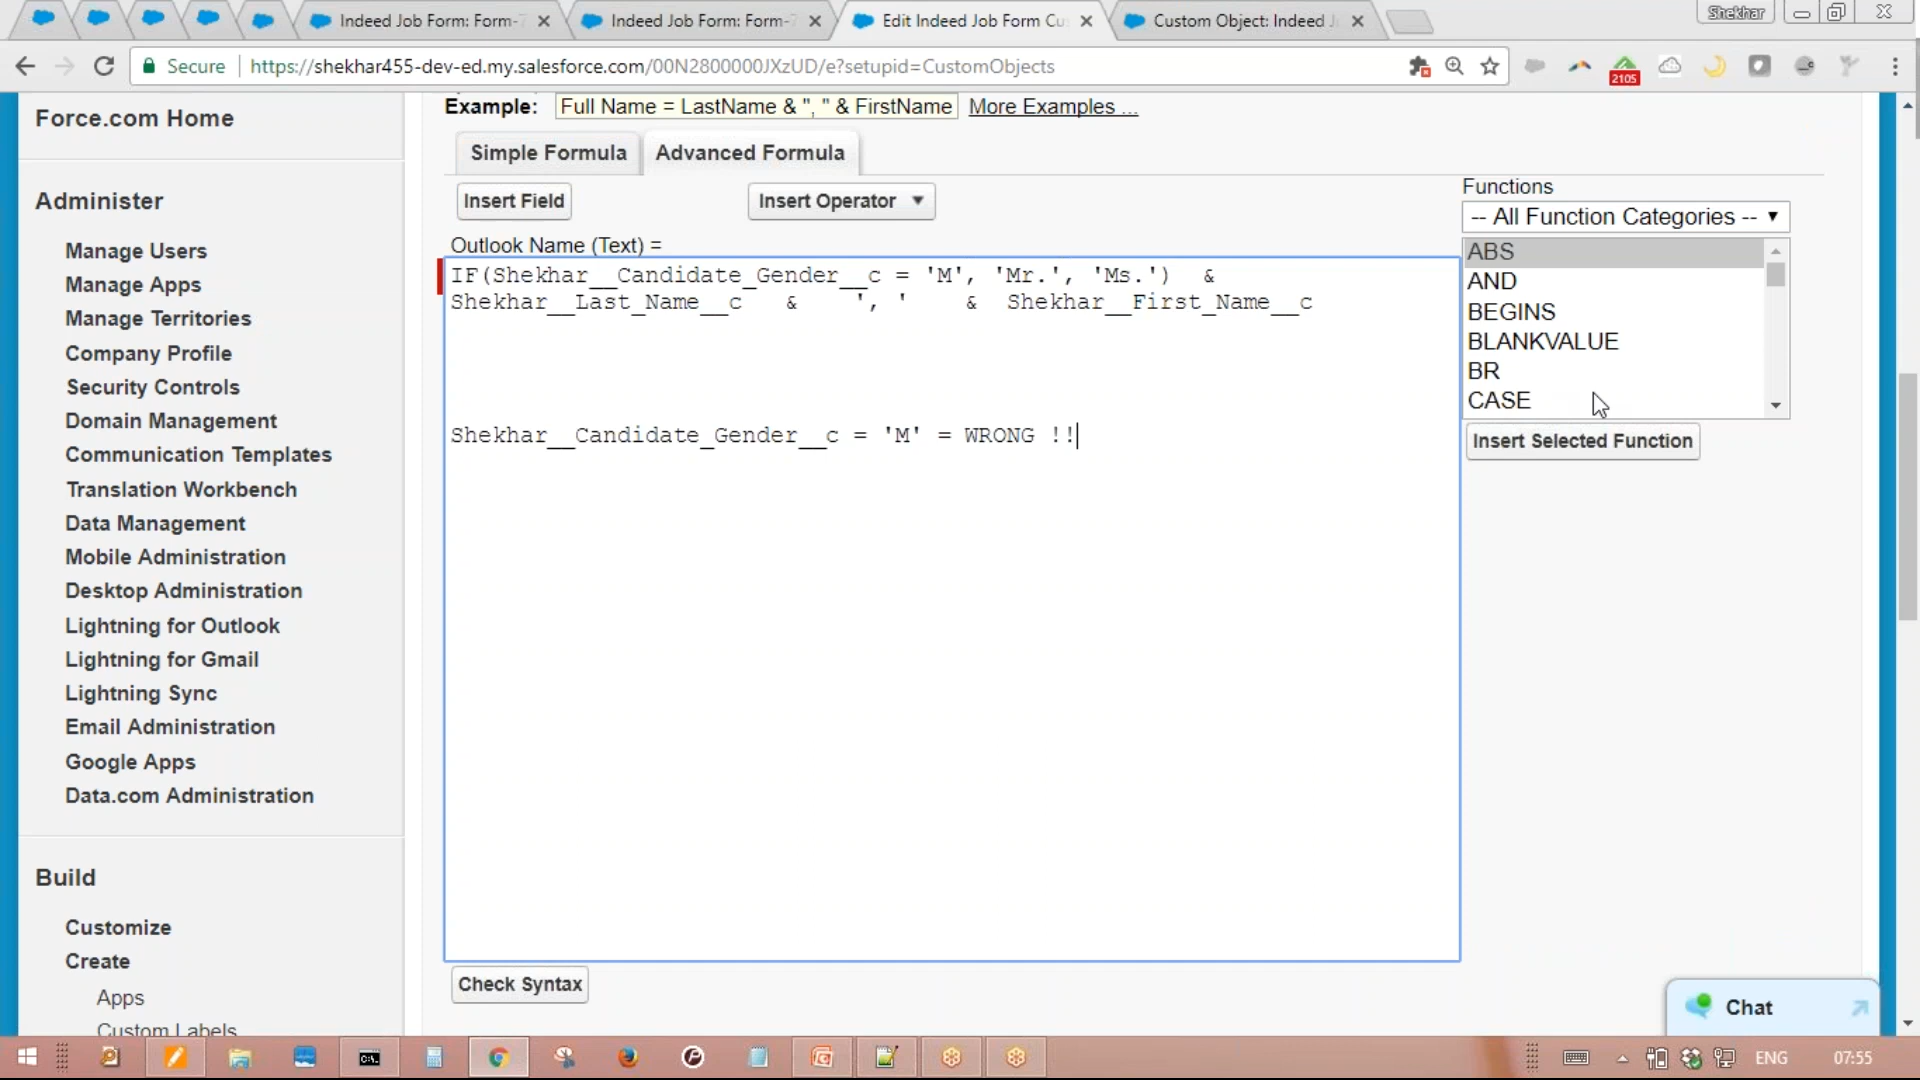 Indeed Job Form: Form-7
Indeed Job Form: Form-7
Edit Indeed Job Form Cu
Custom Object: Indeed J
Shekhar
Secure
https://shekhar455-dev-ed.my.salesforce.com/00N2800000JXzUD/e?setupid=CustomObjects
2105
Force.com Home
Administer
Manage Users
Manage Apps
Manage Territories
Company Profile
Security Controls
Domain Management
Communication Templates
Translation Workbench
Data Management
Mobile Administration
Desktop Administration
Lightning for Outlook
Lightning for Gmail
Lightning Sync
Email Administration
Google Apps
Data.com Administration
Build
Customize
Create
Apps
Custom Labels
Example: Full Name = LastName & ", " & FirstName More Examples ...
Simple Formula
Advanced Formula
Insert Field
Insert Operator
Outlook Name (Text) =
IF(Shekhar__Candidate_Gender__c = 'M', 'Mr.', 'Ms.') &
Shekhar__Last_Name__c & ', ' & Shekhar__First_Name__c
Shekhar__Candidate_Gender__c = 'M' = WRONG !!
Check Syntax
Functions
-- All Function Categories --
ABS
AND
BEGINS
BLANKVALUE
BR
CASE
Insert Selected Function
Chat
ENG
07:55